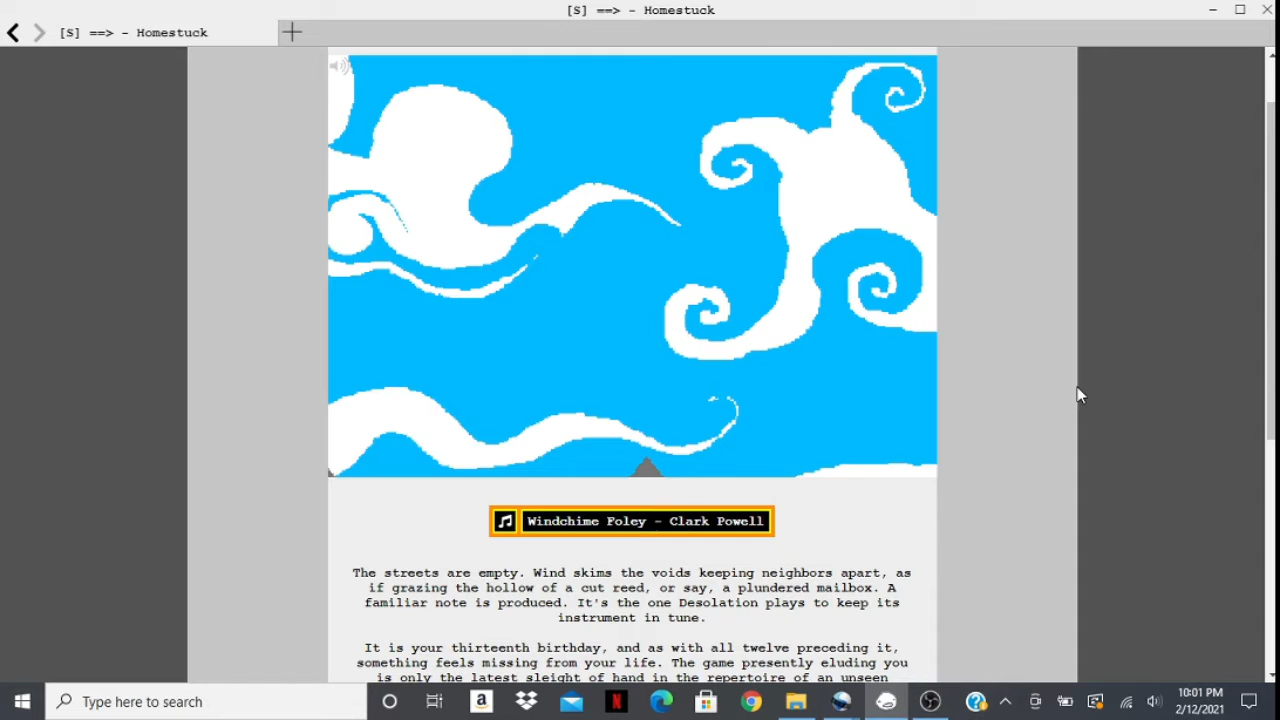 [S] ==> - Homestuck
[S] ==> - Homestuck
Windchime Foley - Clark Powell
The streets are empty. Wind skims the voids keeping neighbors apart, as
if grazing the hollow of a cut reed, or say, a plundered mailbox. A
familiar note is produced. It's the one Desolation plays to keep its
instrument in tune.
It is your thirteenth birthday, and as with all twelve preceding it,
something feels missing from your life. The game presently eluding you
is only the latest sleight of hand in the repertoire of an unseen
Type here to search
10:01 PM
2/12/2021